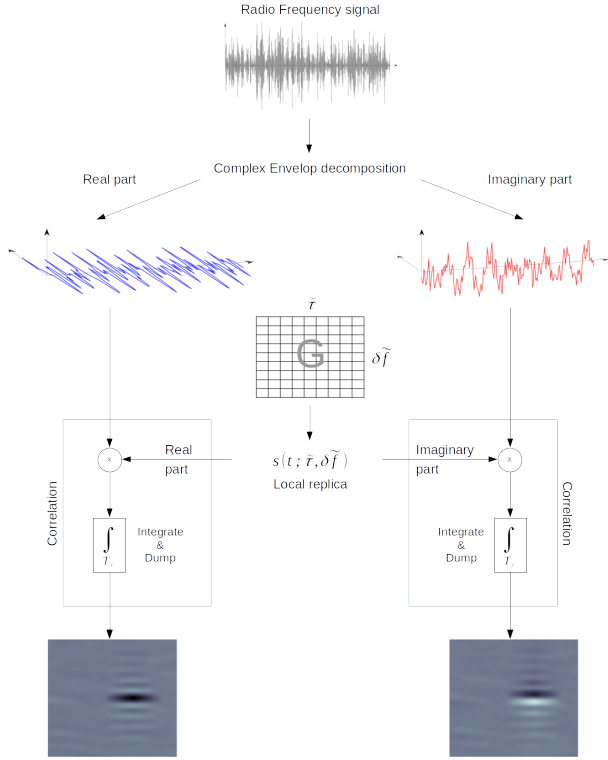 Radio Frequency signal
Complex Envelop decomposition
Real part
Imaginary part
τ̃
G
δf̃
Real
part
s(t; τ̃, δf̃)
Local replica
Imaginary
part
x
x
Correlation
∫
T_i
Integrate
&
Dump
Integrate
&
Dump
∫
T_i
Correlation